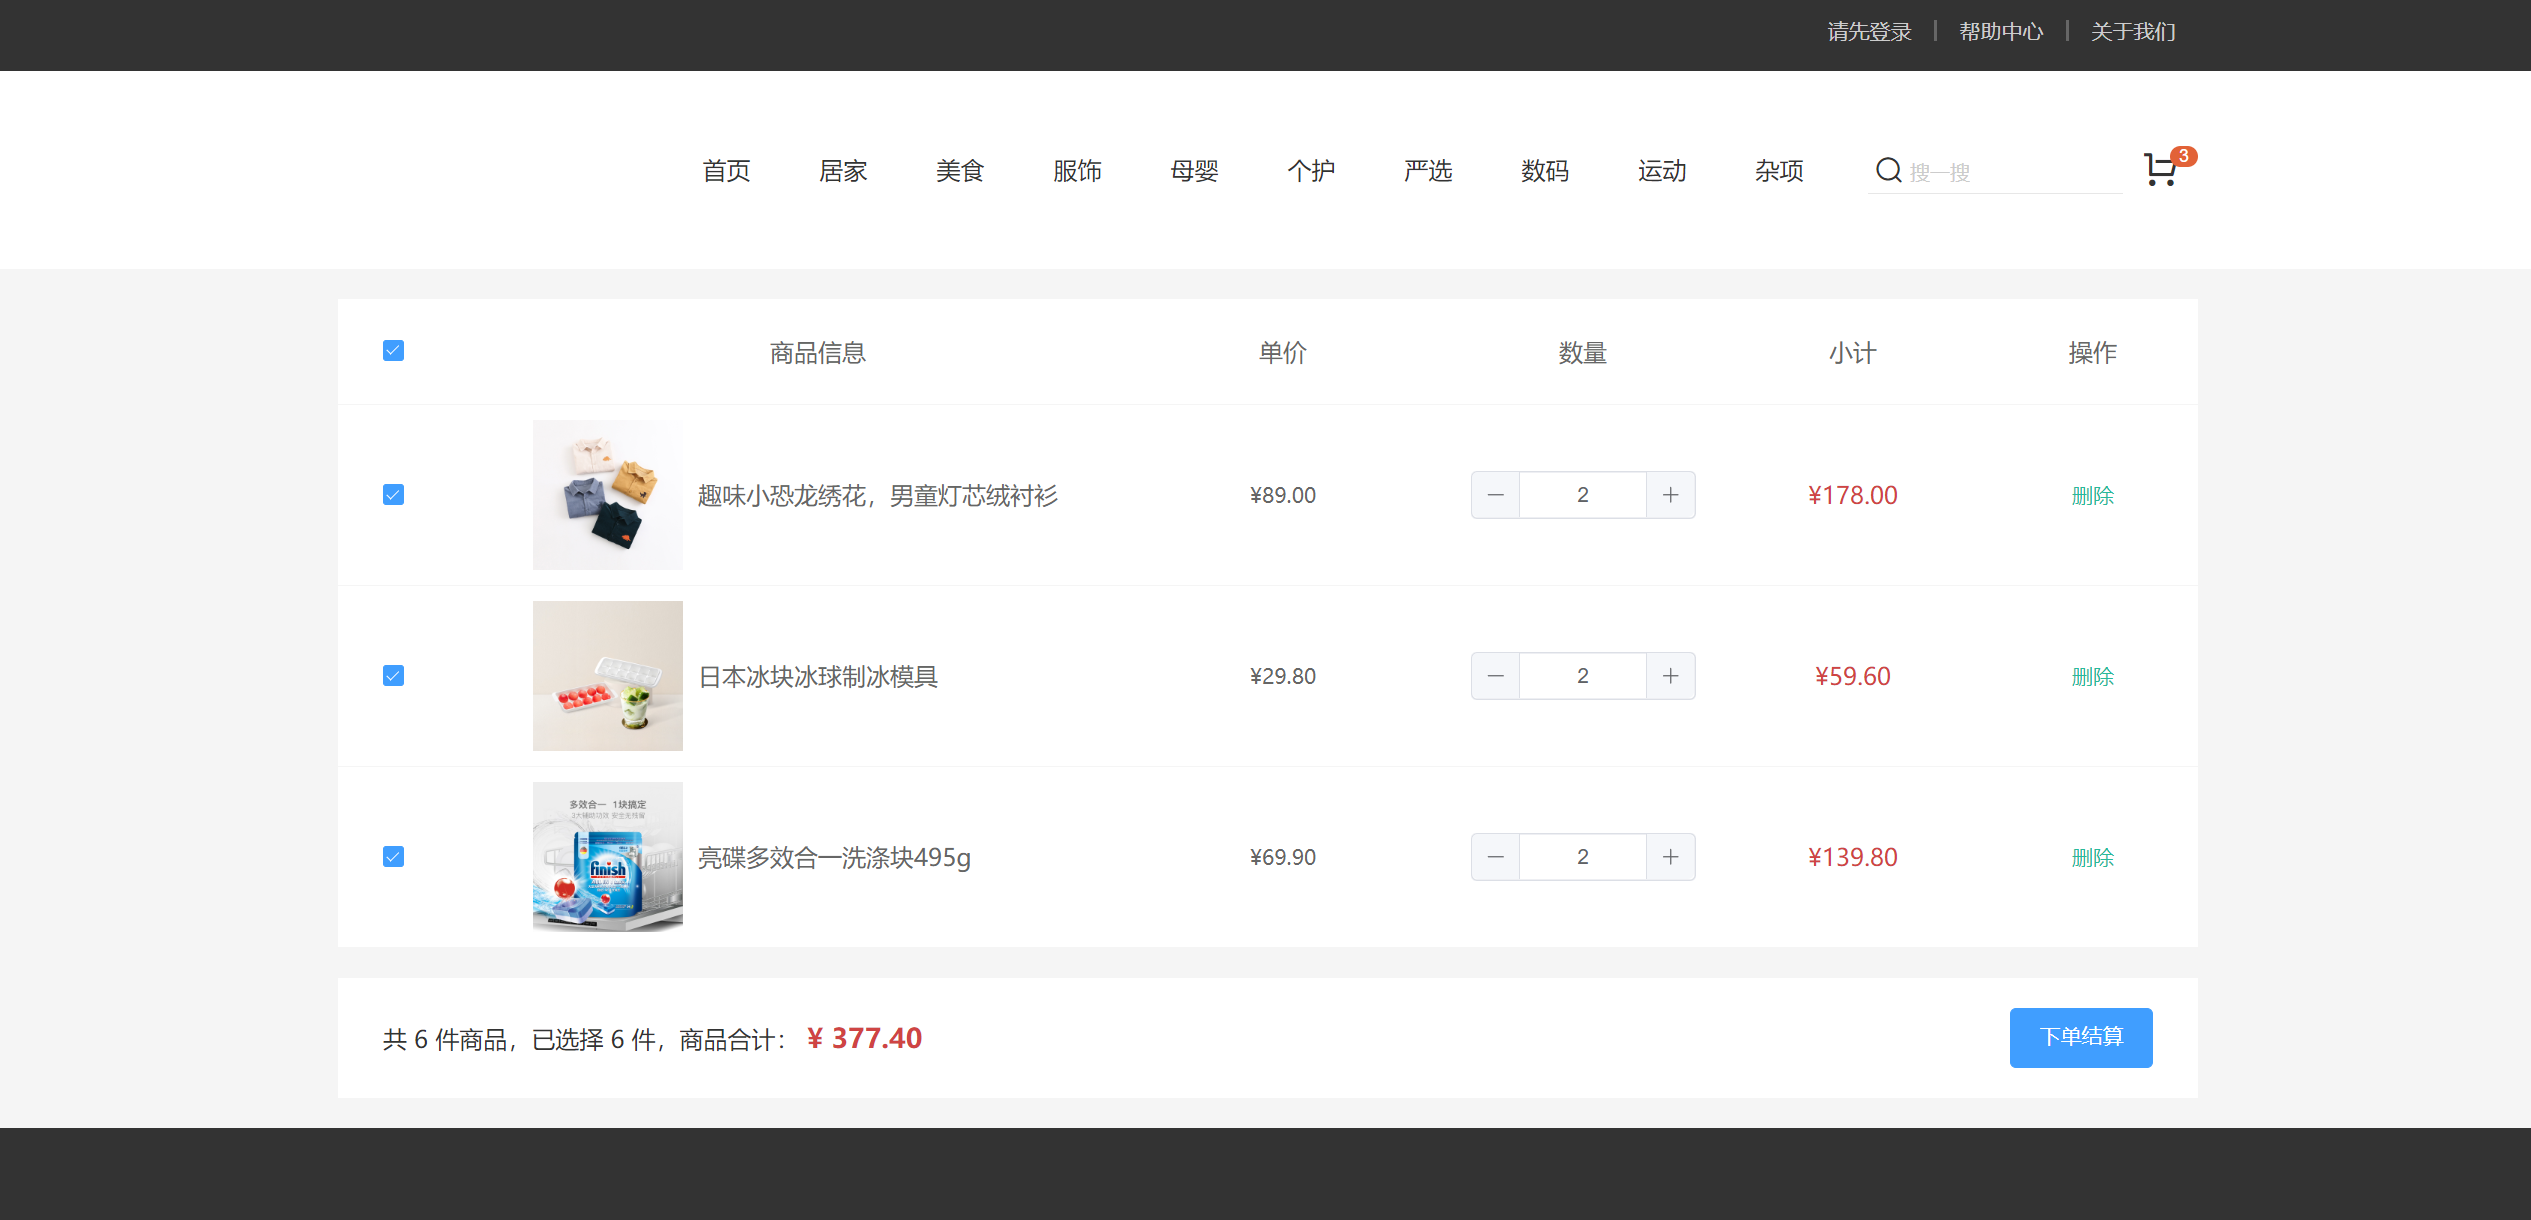 请先登录 帮助中心 关于我们
首页 居家 美食 服饰 母婴 个护 严选 数码 运动 杂项 搜一搜 3
商品信息 单价 数量 小计 操作
趣味小恐龙绣花，男童灯芯绒衬衫 ¥89.00 2 ¥178.00 删除
日本冰块冰球制冰模具 ¥29.80 2 ¥59.60 删除
多效合一 1块搞定
finish
亮碟多效合一洗涤块495g ¥69.90 2 ¥139.80 删除
共 6 件商品，已选择 6 件，商品合计： ¥ 377.40 下单结算